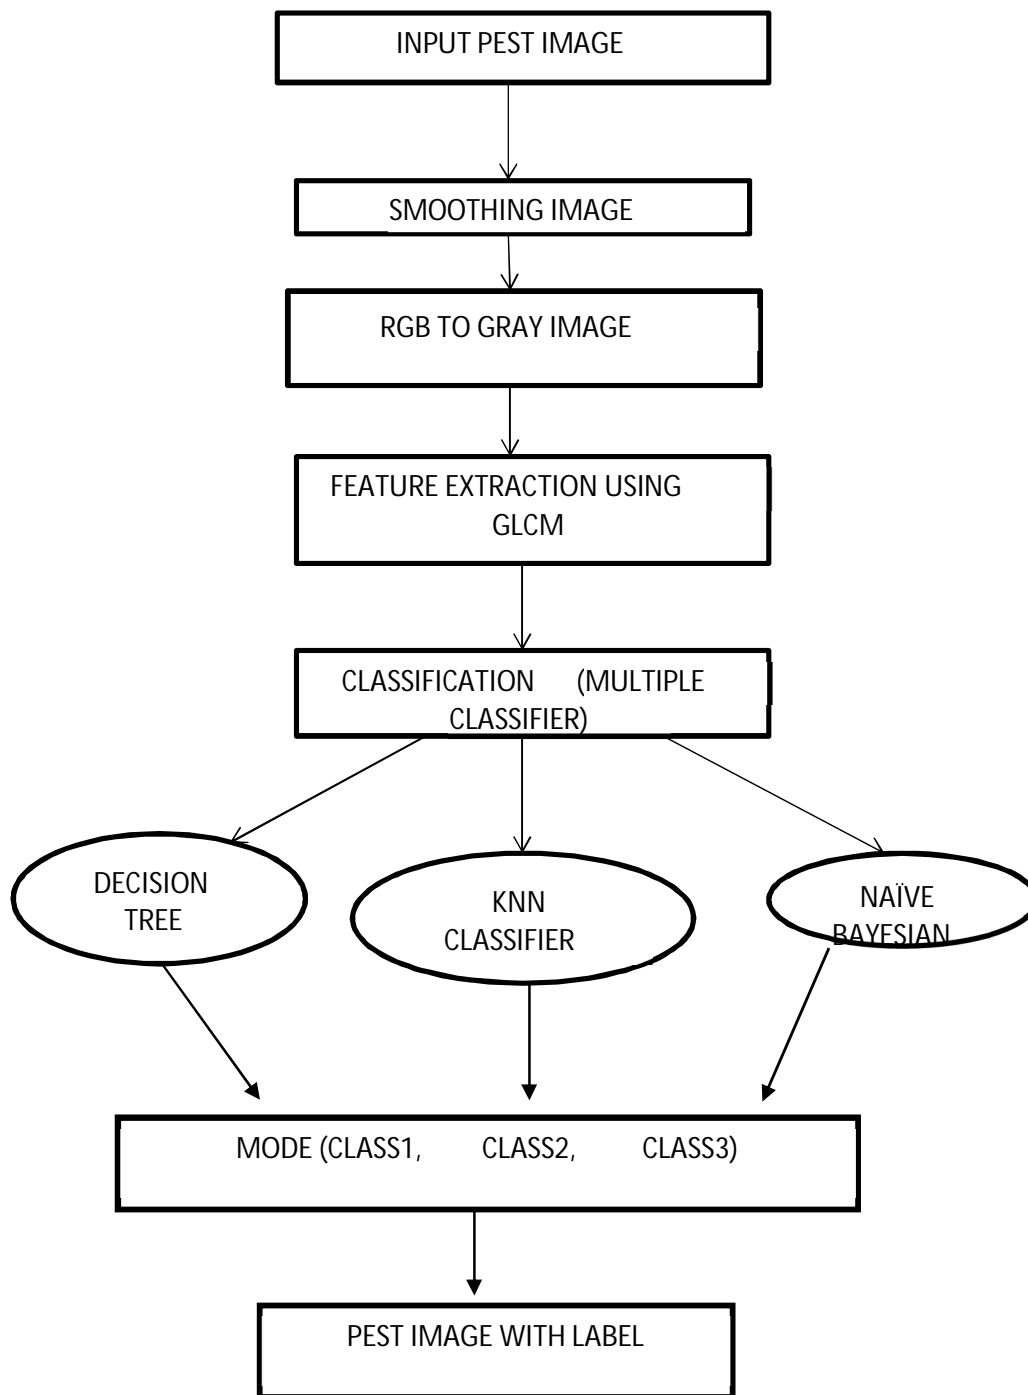 INPUT PEST IMAGE
SMOOTHING IMAGE
RGB TO GRAY IMAGE
FEATURE EXTRACTION USING
GLCM
CLASSIFICATION (MULTIPLE
CLASSIFIER)
DECISION
TREE
KNN
CLASSIFIER
NAÏVE
BAYESIAN
MODE (CLASS1, CLASS2, CLASS3)
PEST IMAGE WITH LABEL